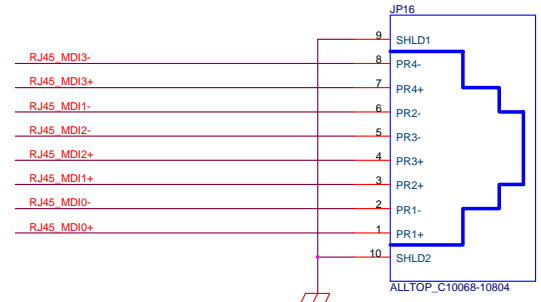 JP16
9 SHLD1
RJ45_MDI3- 8 PR4-
RJ45_MDI3+ 7 PR4+
RJ45_MDI1- 6 PR2-
RJ45_MDI2- 5 PR3-
RJ45_MDI2+ 4 PR3+
RJ45_MDI1+ 3 PR2+
RJ45_MDI0- 2 PR1-
RJ45_MDI0+ 1 PR1+
10 SHLD2
ALLTOP_C10068-10804